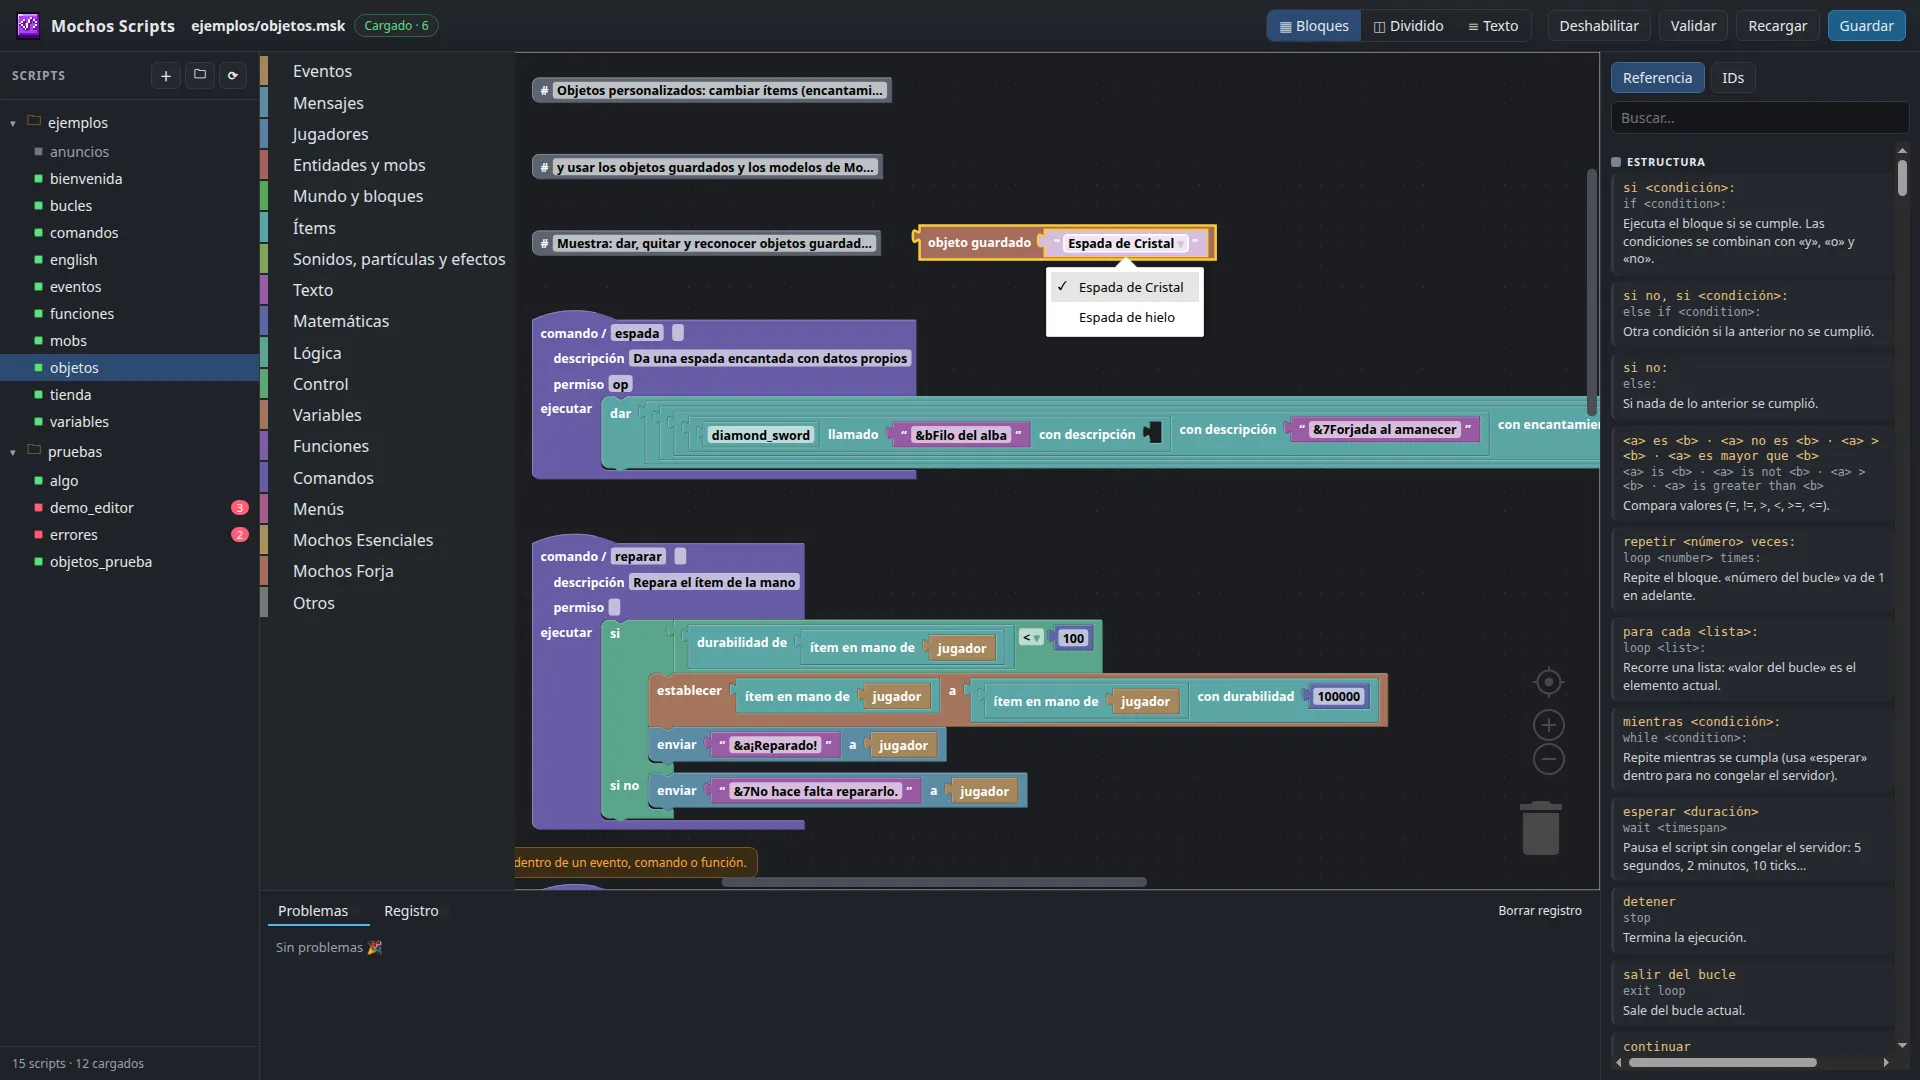 Mochos Scripts
ejemplos/objetos.msk
Cargado · 6
Bloques
Dividido
Texto
Deshabilitar
Validar
Recargar
Guardar
SCRIPTS
ejemplos
anuncios
bienvenida
bucles
comandos
english
eventos
funciones
mobs
objetos
tienda
variables
pruebas
algo
demo_editor 3
errores 2
objetos_prueba
15 scripts · 12 cargados
Eventos
Mensajes
Jugadores
Entidades y mobs
Mundo y bloques
Ítems
Sonidos, partículas y efectos
Texto
Matemáticas
Lógica
Control
Variables
Funciones
Comandos
Menús
Mochos Esenciales
Mochos Forja
Otros
# Objetos personalizados: cambiar ítems (encantami...
# y usar los objetos guardados y los modelos de Mo...
# Muestra: dar, quitar y reconocer objetos guardad...
objeto guardado “ Espada de Cristal ▾ ”
✓ Espada de Cristal
Espada de hielo
comando / espada
descripción Da una espada encantada con datos propios
permiso op
ejecutar dar diamond_sword llamado “ &bFilo del alba ” con descripción con descripción “ &7Forjada al amanecer ” con encantamien
comando / reparar
descripción Repara el ítem de la mano
permiso
ejecutar si durabilidad de ítem en mano de jugador < ▾ 100
establecer ítem en mano de jugador a ítem en mano de jugador con durabilidad 100000
enviar “ &a¡Reparado! ” a jugador
si no enviar “ &7No hace falta repararlo. ” a jugador
dentro de un evento, comando o función.
Problemas
Registro
Borrar registro
Sin problemas 🎉
Referencia
IDs
Buscar...
ESTRUCTURA
si <condición>:
if <condition>:
Ejecuta el bloque si se cumple. Las
condiciones se combinan con «y», «o» y
«no».
si no, si <condición>:
else if <condition>:
Otra condición si la anterior no se cumplió.
si no:
else:
Si nada de lo anterior se cumplió.
<a> es <b> · <a> no es <b> · <a> >
<b> · <a> es mayor que <b>
<a> is <b> · <a> is not <b> · <a> >
<b> · <a> is greater than <b>
Compara valores (=, !=, >, <, >=, <=).
repetir <número> veces:
loop <number> times:
Repite el bloque. «número del bucle» va de 1
en adelante.
para cada <lista>:
loop <list>:
Recorre una lista: «valor del bucle» es el
elemento actual.
mientras <condición>:
while <condition>:
Repite mientras se cumpla (usa «esperar»
dentro para no congelar el servidor).
esperar <duración>
wait <timespan>
Pausa el script sin congelar el servidor: 5
segundos, 2 minutos, 10 ticks...
detener
stop
Termina la ejecución.
salir del bucle
exit loop
Sale del bucle actual.
continuar